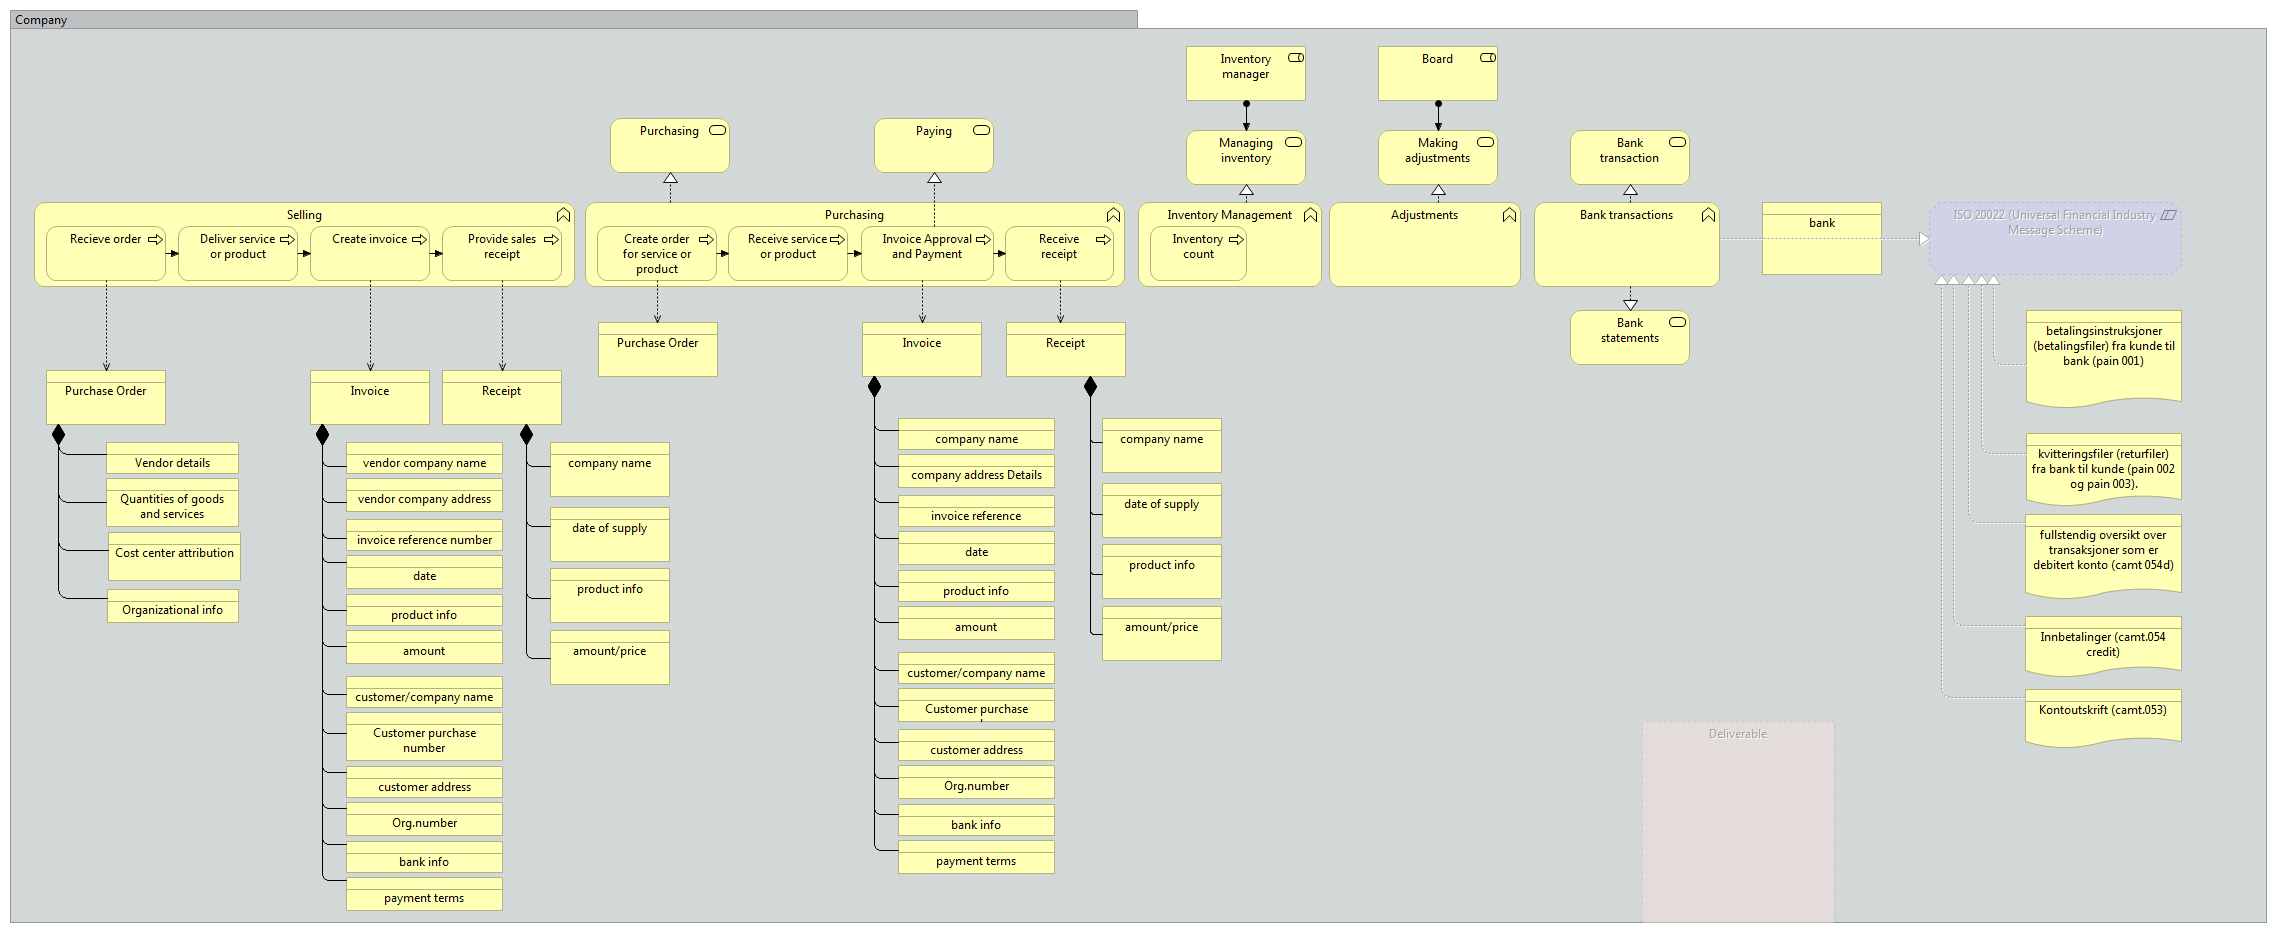 Company
Inventory
manager
Board
Purchasing
Paying
Managing
inventory
Making
adjustments
Bank
transaction
Selling
Recieve order
Deliver service
or product
Create invoice
Provide sales
receipt
Purchasing
Create order
for service or
product
Receive service
or product
Invoice Approval
and Payment
Receive
receipt
Inventory Management
Inventory
count
Adjustments
Bank transactions
bank
ISO 20022 (Universal Financial Industry
Message Scheme)
Bank
statements
Purchase Order
Invoice
Receipt
Purchase Order
Vendor details
Quantities of goods
and services
Cost center attribution
Organizational info
Invoice
vendor company name
vendor company address
invoice reference number
date
product info
amount
customer/company name
Customer purchase
number
customer address
Org.number
bank info
payment terms
Receipt
company name
date of supply
product info
amount/price
company name
company address Details
invoice reference
date
product info
amount
customer/company name
Customer purchase
customer address
Org.number
bank info
payment terms
company name
date of supply
product info
amount/price
betalingsinstruksjoner
(betalingsfiler) fra kunde til
bank (pain 001)
kvitteringsfiler (returfiler)
fra bank til kunde (pain 002
og pain 003).
fullstendig oversikt over
transaksjoner som er
debitert konto (camt 054d)
Innbetalinger (camt.054
credit)
Kontoutskrift (camt.053)
Deliverable